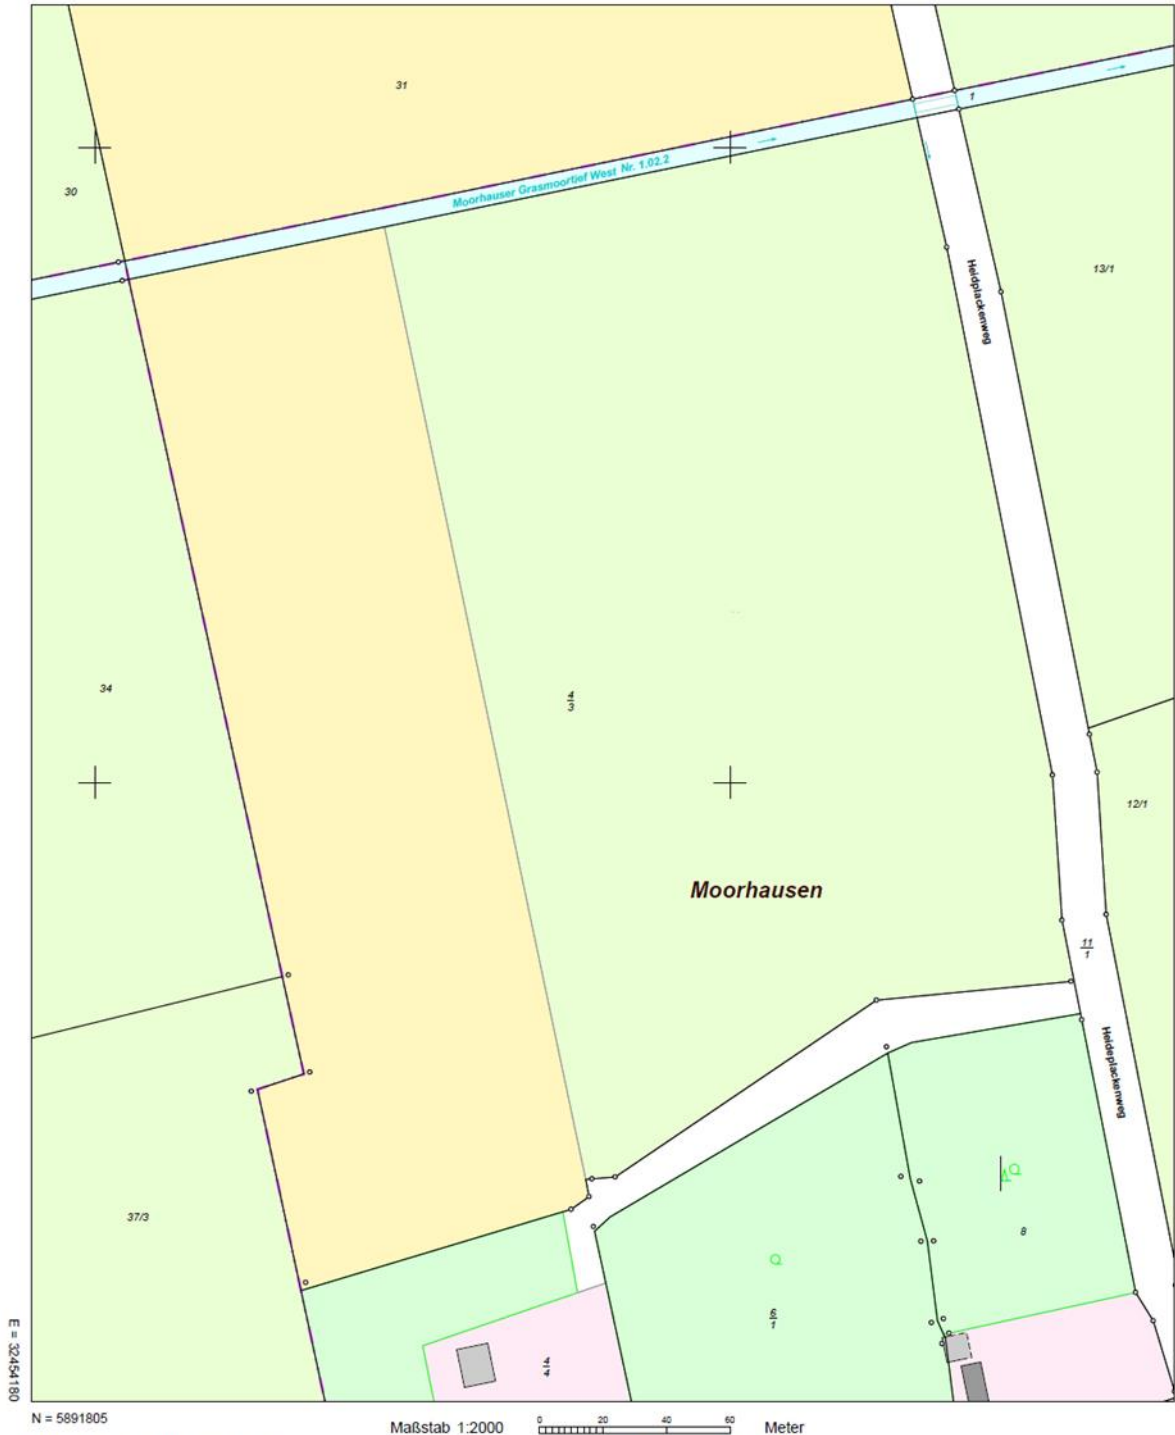 31
1
Moorhauser Grasmoortief West Nr. 1.02.2
30
13/1
Heidplackenweg
34
4
3
12/1
Moorhausen
11
1
Heideplackenweg
37/3
8
6
1
4
4
E = 32454180
N = 5891805
Maßstab 1:2000
0 20 40 60
Meter